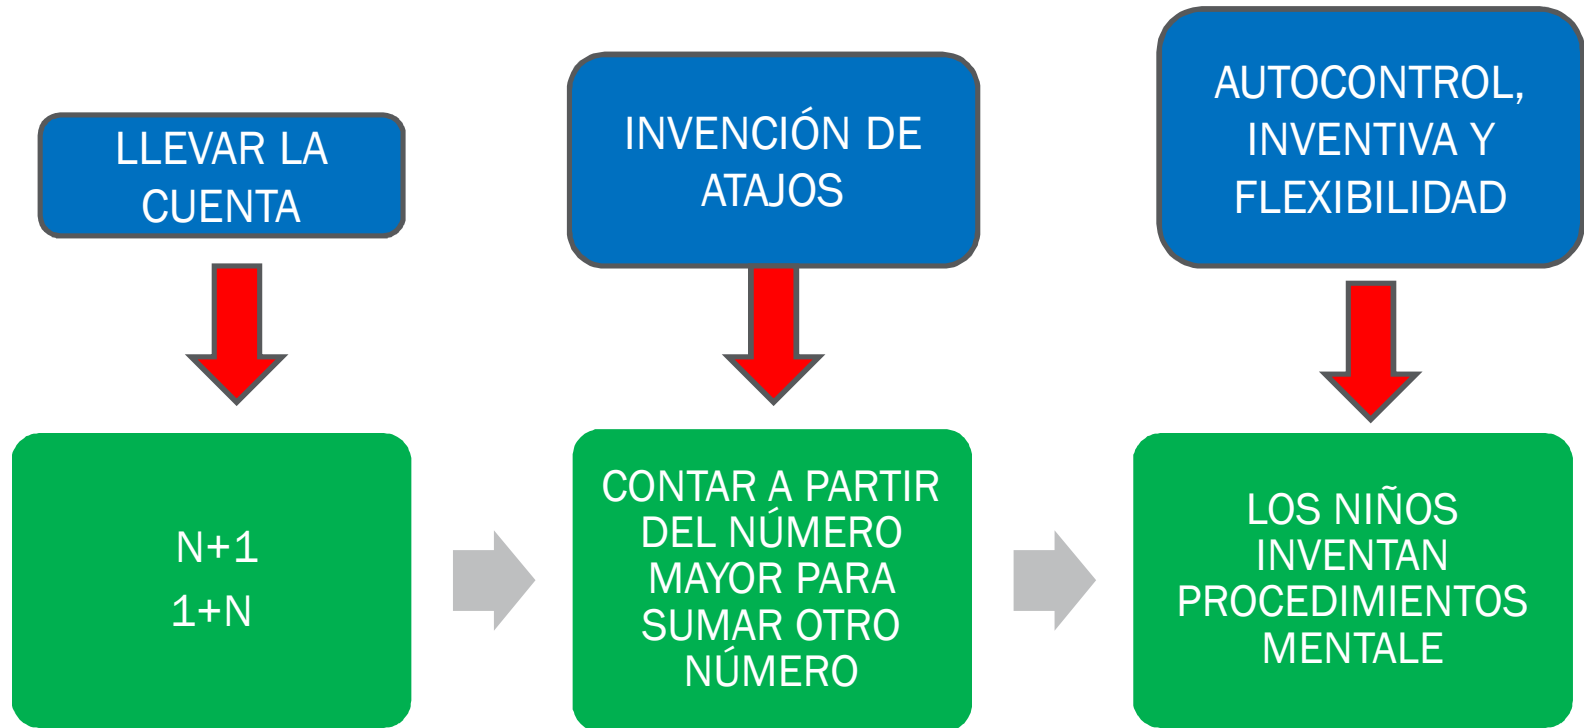 LLEVAR LA
CUENTA
INVENCIÓN DE
ATAJOS
AUTOCONTROL,
INVENTIVA Y
FLEXIBILIDAD
N+1
1+N
CONTAR A PARTIR
DEL NÚMERO
MAYOR PARA
SUMAR OTRO
NÚMERO
LOS NIÑOS
INVENTAN
PROCEDIMIENTOS
MENTALE